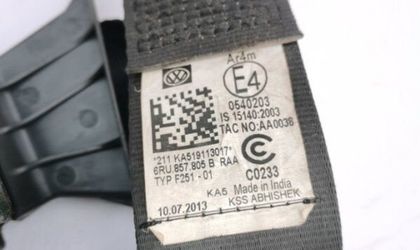 Ar4m
E4
0540203
IS 15140:2003
TAC NO:AA0038
*211 KA519113017*
6RU.857.805 B RAA
TYP F251 -01
C0233
KA5 Made in India
10.07.2013 KSS ABHISHEK